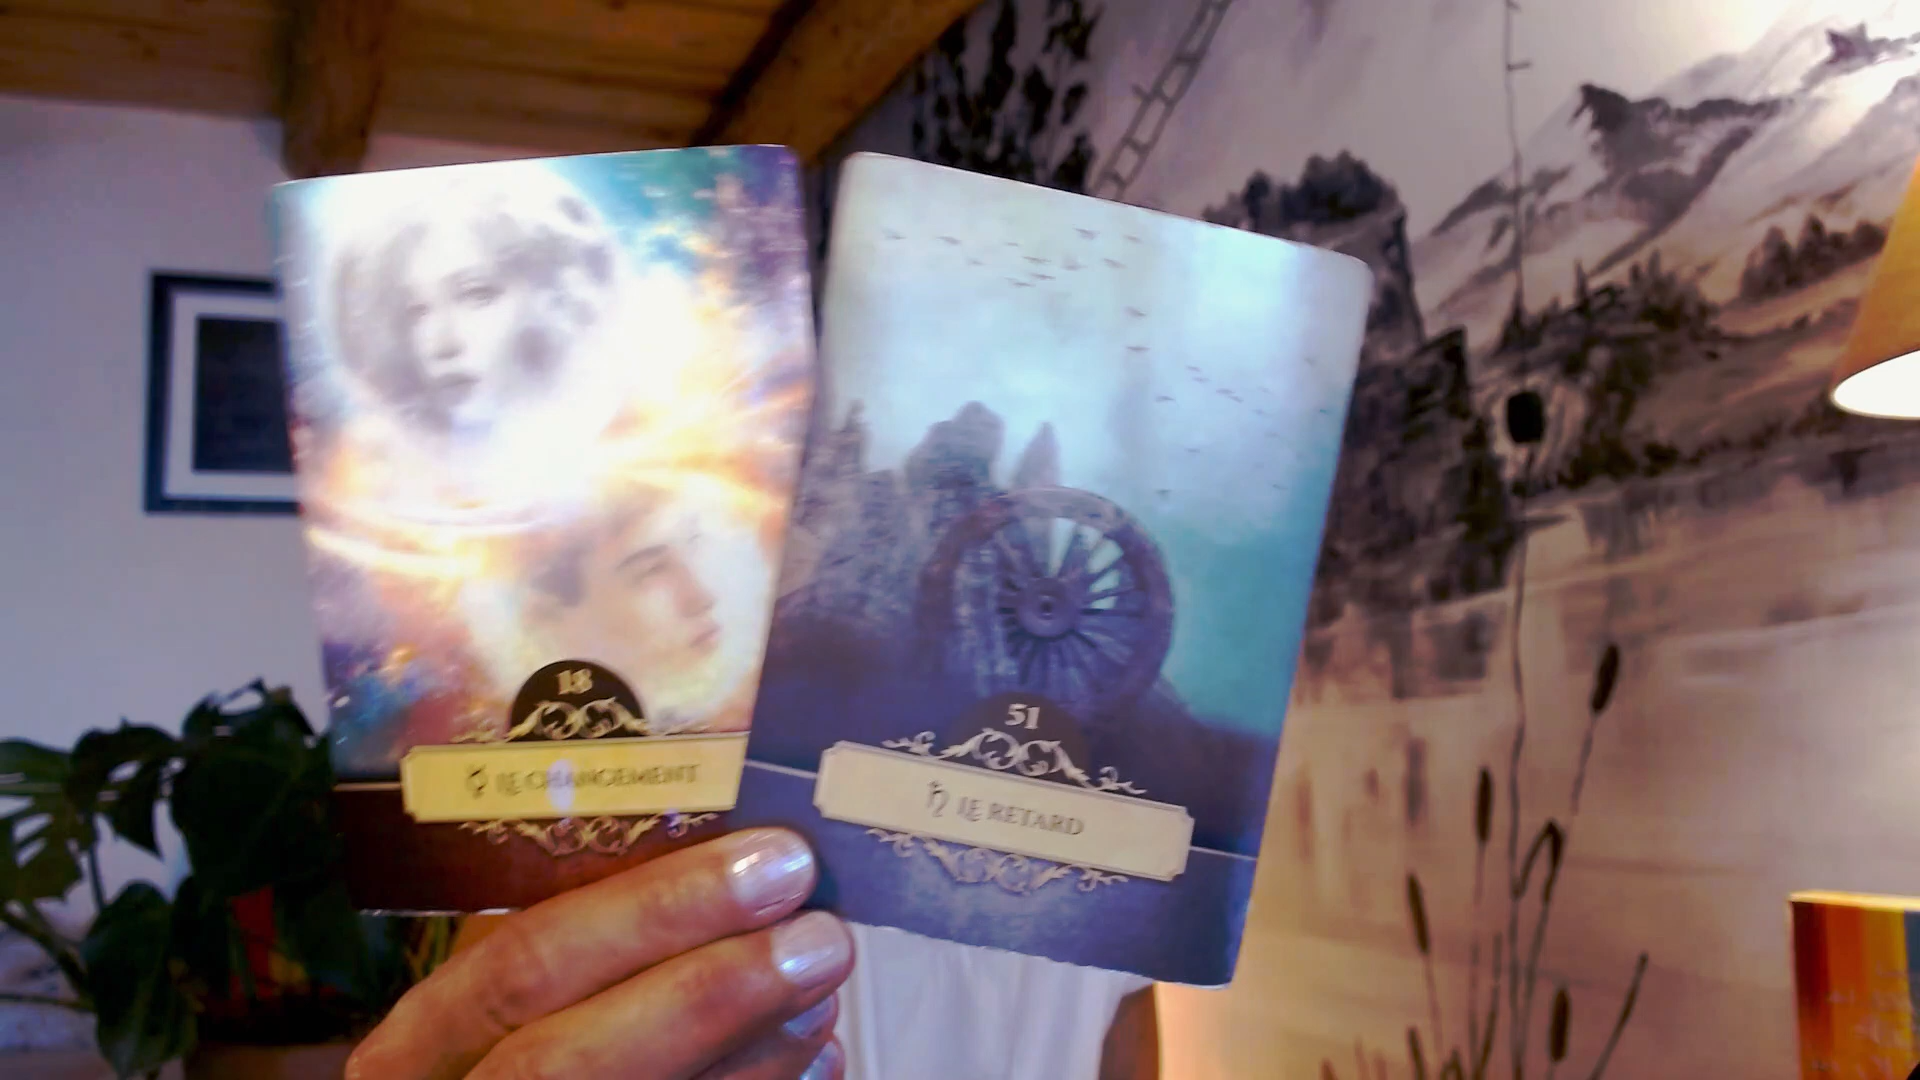 18
☿ LE CHANGEMENT
51
♄ LE RETARD